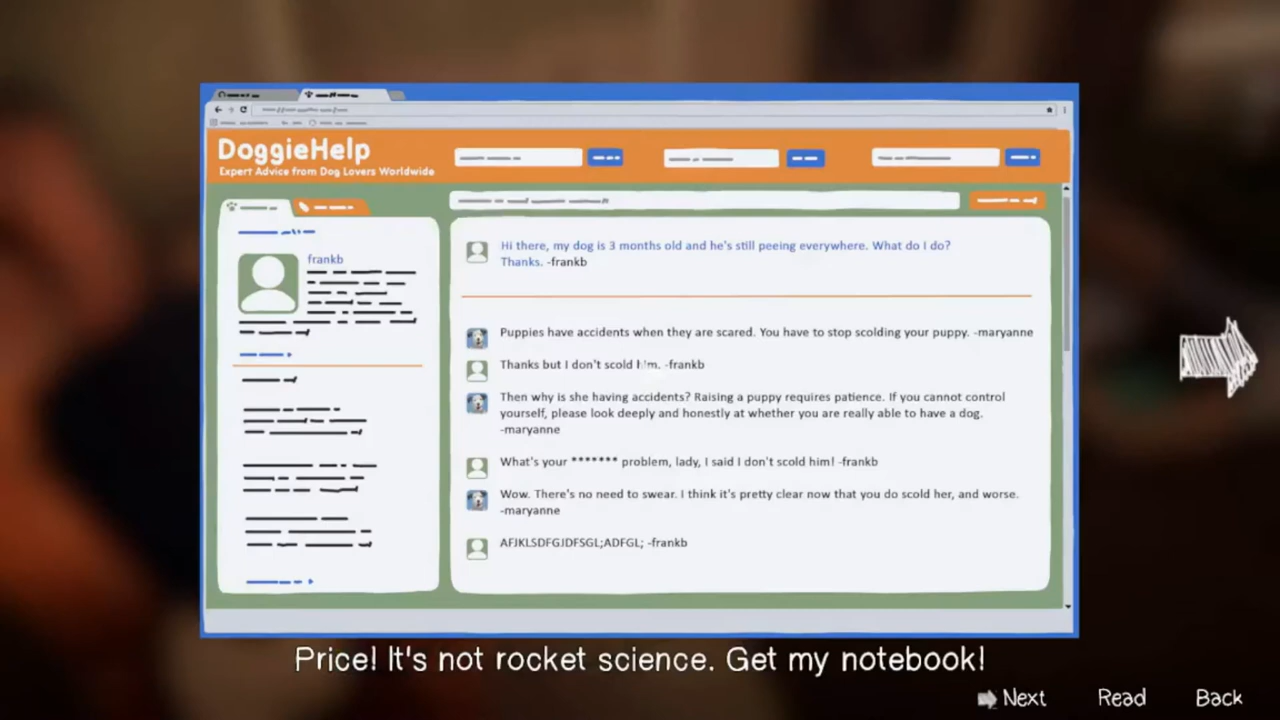 DoggieHelp
Expert Advice from Dog Lovers Worldwide
frankb
Hi there, my dog is 3 months old and he's still peeing everywhere. What do I do?
Thanks. -frankb
Puppies have accidents when they are scared. You have to stop scolding your puppy. -maryanne
Thanks but I don't scold him. -frankb
Then why is she having accidents? Raising a puppy requires patience. If you cannot control
yourself, please look deeply and honestly at whether you are really able to have a dog.
-maryanne
What's your ******* problem, lady, I said I don't scold him! -frankb
Wow. There's no need to swear. I think it's pretty clear now that you do scold her, and worse.
-maryanne
AFJKLSDFGJDFSGL;ADFGL; -frankb
Price! It's not rocket science. Get my notebook!
Next Read Back